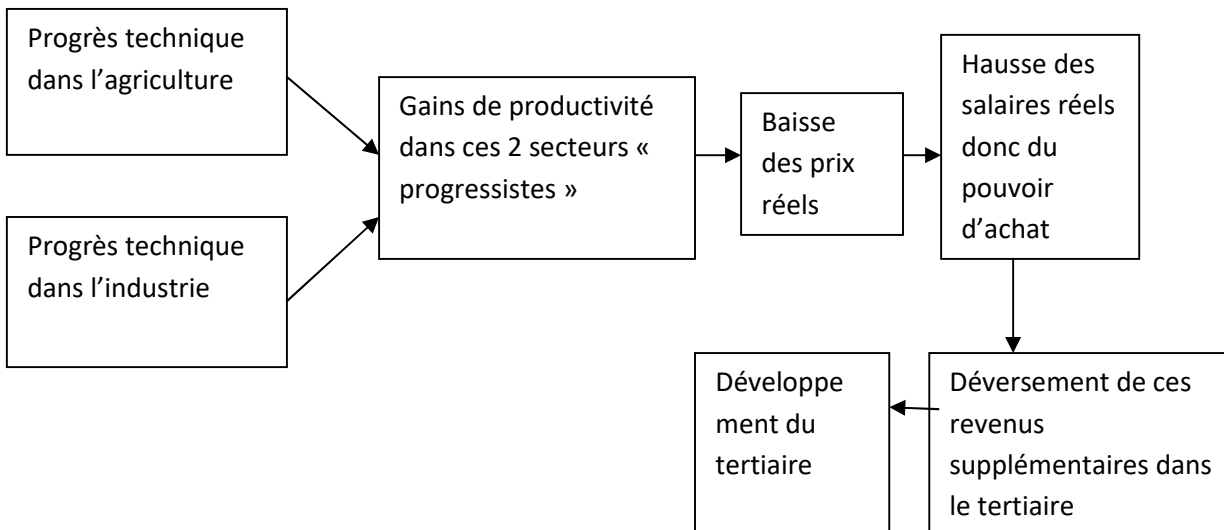 Progrès technique
dans l’agriculture
Progrès technique
dans l’industrie
Gains de productivité
dans ces 2 secteurs «
progressistes »
Baisse
des prix
réels
Hausse des
salaires réels
donc du
pouvoir
d’achat
Déversement de ces
revenus
supplémentaires dans
le tertiaire
Développe
ment du
tertiaire